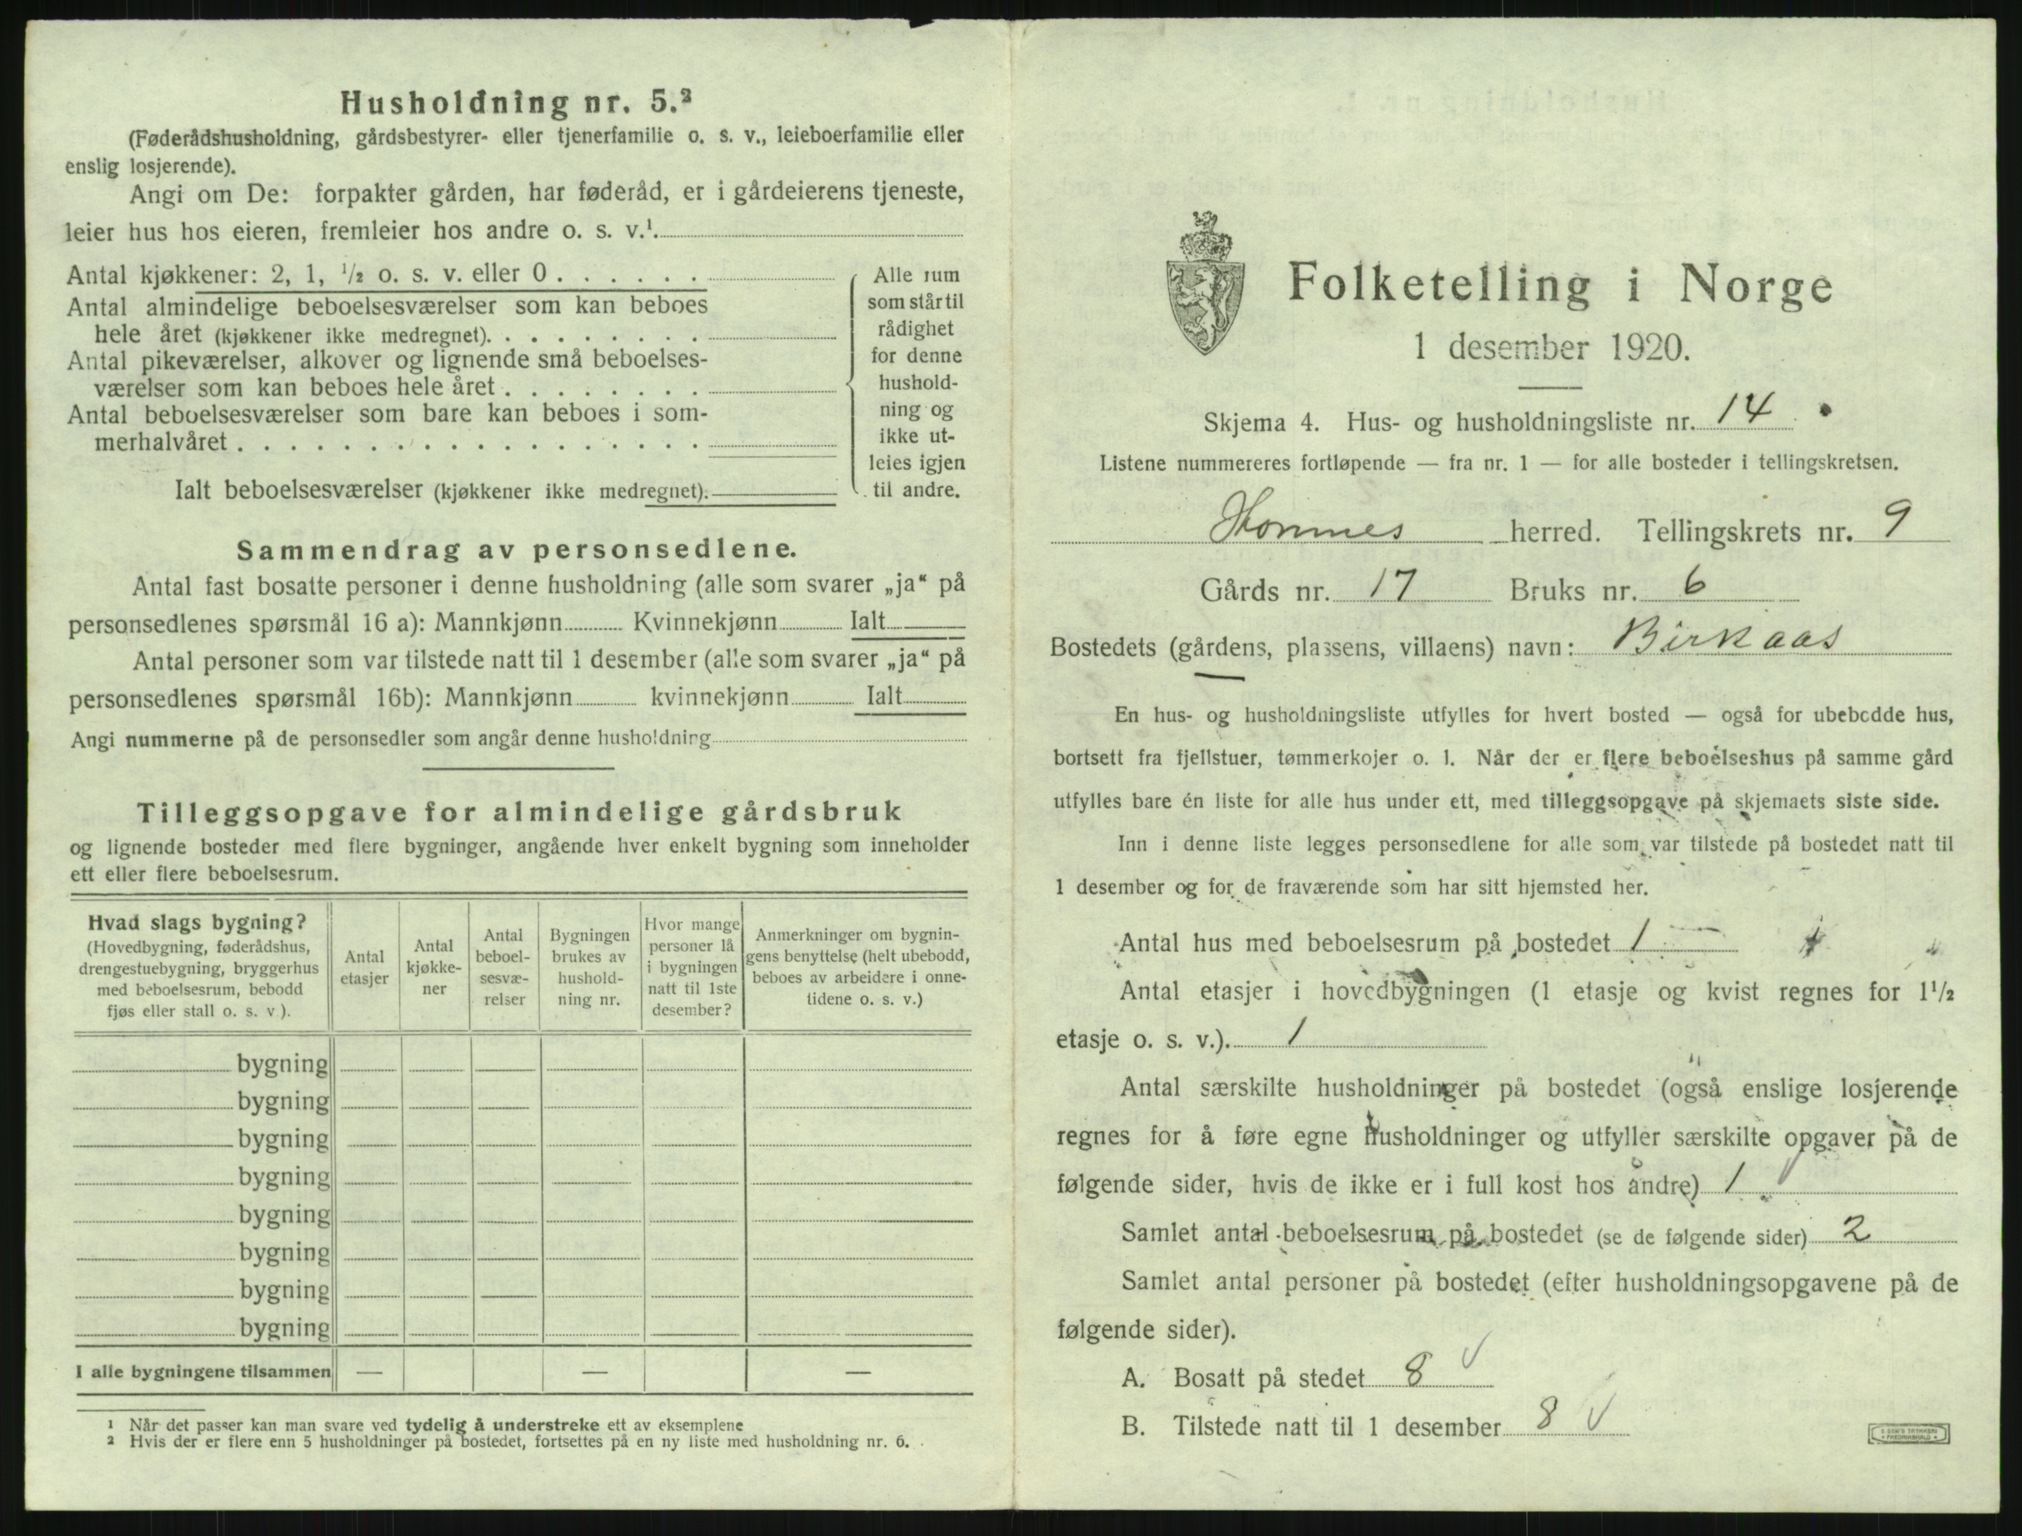 Husholdning nr. 5.²
(Føderådshusholdning, gårdsbestyrer- eller tjenerfamilie o. s. v., leieboerfamilie eller
enslig losjerende).
Angi om De: forpakter gården, har føderåd, er i gårdeierens tjeneste,
leier hus hos eieren, fremleier hos andre o. s. v.¹.
Antal kjøkkener: 2, 1, ½ o. s. v. eller 0 . . . . . .
Antal almindelige beboelsesværelser som kan beboes
hele året (kjøkkener ikke medregnet). . . . . . . . .
Antal pikeværelser, alkover og lignende små beboelses-
værelser som kan beboes hele året . . . . . . . .
Antal beboelsesværelser som bare kan beboes i som-
merhalvåret . . . . . . . . . . . . . . . . . .
Ialt beboelsesværelser (kjøkkener ikke medregnet).
Alle rum
som står til
rådighet
for denne
hushold-
ning og
ikke ut-
leies igjen
til andre.
Sammendrag av personsedlene.
Antal fast bosatte personer i denne husholdning (alle som svarer „ja“ på
personsedlenes spørsmål 16 a): Mannkjønn Kvinnekjønn Ialt
Antal personer som var tilstede natt til 1 desember (alle som svarer „ja“ på
personsedlenes spørsmål 16b): Mannkjønn kvinnekjønn Ialt
Angi nummerne på de personsedler som angår denne husholdning
Tilleggsopgave for almindelige gårdsbruk
og lignende bosteder med flere bygninger, angående hver enkelt bygning som inneholder
ett eller flere beboelsesrum.
Hvad slags bygning?
(Hovedbygning, føderådshus,
drengestuebygning, bryggerhus
med beboelsesrum, bebodd
fjøs eller stall o. s. v ).
Antal
etasjer
Antal
kjøkke-
ner
Antal
beboel-
sesvæ-
relser
Bygningen
brukes av
hushold-
ning nr.
Hvor mange
personer lå
i bygningen
natt til 1ste
desember?
Anmerkninger om bygnin-
gens benyttelse (helt ubebodd,
beboes av arbeidere i onne-
tidene o. s. v.)
bygning
bygning
bygning
bygning
bygning
bygning
bygning
bygning
I alle bygningene tilsammen — — —
¹ Når det passer kan man svare ved tydelig å understreke ett av eksemplene
² Hvis der er flere enn 5 husholdninger på bostedet, fortsettes på en ny liste med husholdning nr. 6.
Folketelling i Norge
1 desember 1920.
Skjema 4. Hus- og husholdningsliste nr. 14
Listene nummereres fortløpende — fra nr. 1 — for alle bosteder i tellingskretsen.
Hommes herred. Tellingskrets nr. 9
Gårds nr. 17 Bruks nr. 6
Bostedets (gårdens, plassens, villaens) navn: Birkaas
En hus- og husholdningsliste utfylles for hvert bosted — også for ubebodde hus,
bortsett fra fjellstuer, tømmerkojer o. l. Når der er flere beboelseshus på samme gård
utfylles bare én liste for alle hus under ett, med tilleggsopgave på skjemaets siste side.
Inn i denne liste legges personsedlene for alle som var tilstede på bostedet natt til
1 desember og for de fraværende som har sitt hjemsted her.
Antal hus med beboelsesrum på bostedet 1
Antal etasjer i hovedbygningen (1 etasje og kvist regnes for 1½
etasje o. s. v.). 1
Antal særskilte husholdninger på bostedet (også enslige losjerende
regnes for å føre egne husholdninger og utfyller særskilte opgaver på de
følgende sider, hvis de ikke er i full kost hos andre) 1
Samlet antal beboelsesrum på bostedet (se de følgende sider) 2
Samlet antal personer på bostedet (efter husholdningsopgavene på de
følgende sider).
A. Bosatt på stedet 8
B. Tilstede natt til 1 desember 8